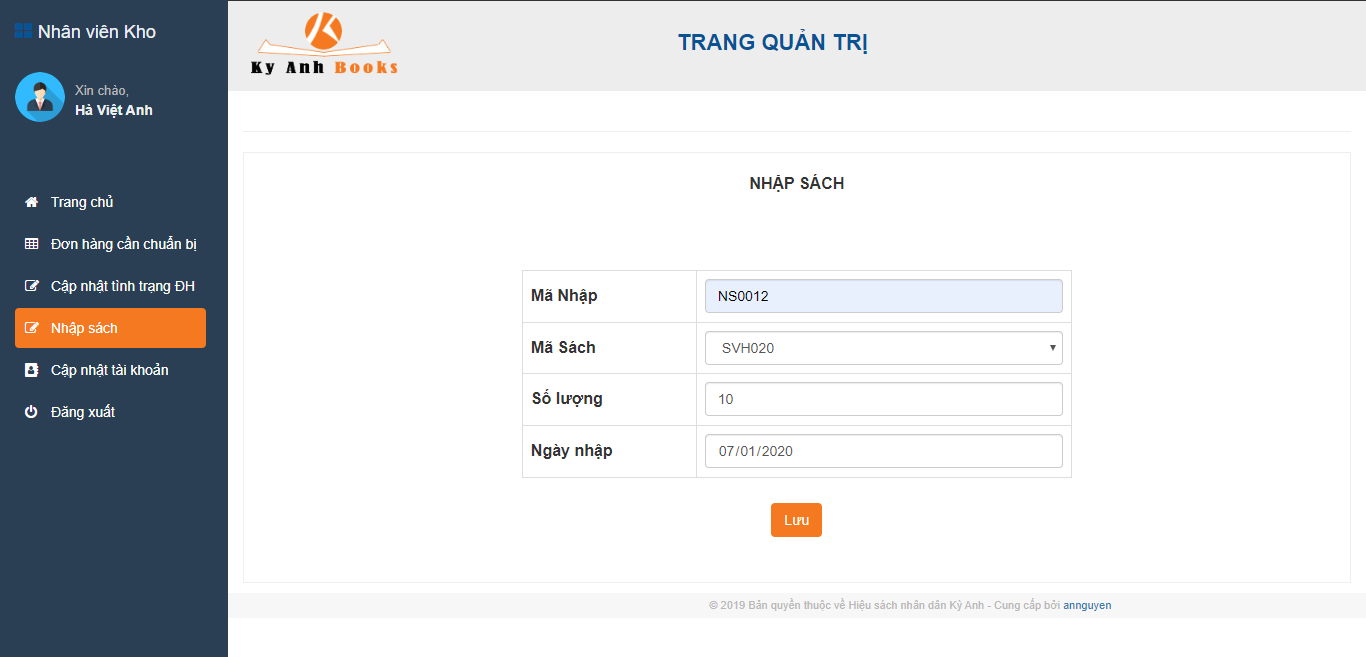 Nhân viên Kho
Xin chào,
Hà Việt Anh
Trang chủ
Đơn hàng cần chuẩn bị
Cập nhật tình trạng ĐH
Nhập sách
Cập nhật tài khoản
Đăng xuất
Ky Anh Books
TRANG QUẢN TRỊ
NHẬP SÁCH
Mã Nhập NS0012
Mã Sách SVH020
Số lượng 10
Ngày nhập 07/01/2020
Lưu
© 2019 Bản quyền thuộc về Hiệu sách nhân dân Kỳ Anh - Cung cấp bởi annguyen